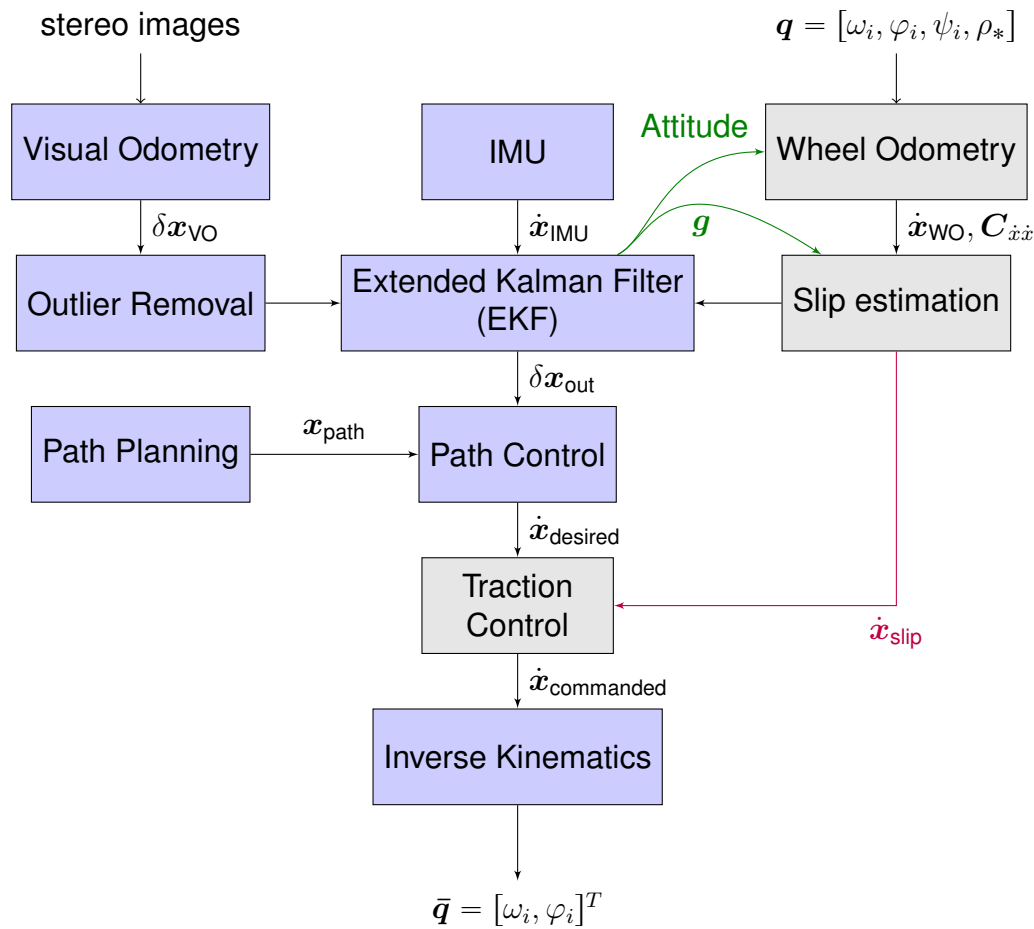 stereo images
q = [ω_i, φ_i, ψ_i, ρ_*]
Visual Odometry
IMU
Attitude
Wheel Odometry
δx_VO
ẋ_IMU
g
ẋ_WO, C_ẋẋ
Outlier Removal
Extended Kalman Filter
(EKF)
Slip estimation
δx_out
Path Planning
x_path
Path Control
ẋ_desired
Traction
Control
ẋ_slip
ẋ_commanded
Inverse Kinematics
q̄ = [ω_i, φ_i]^T